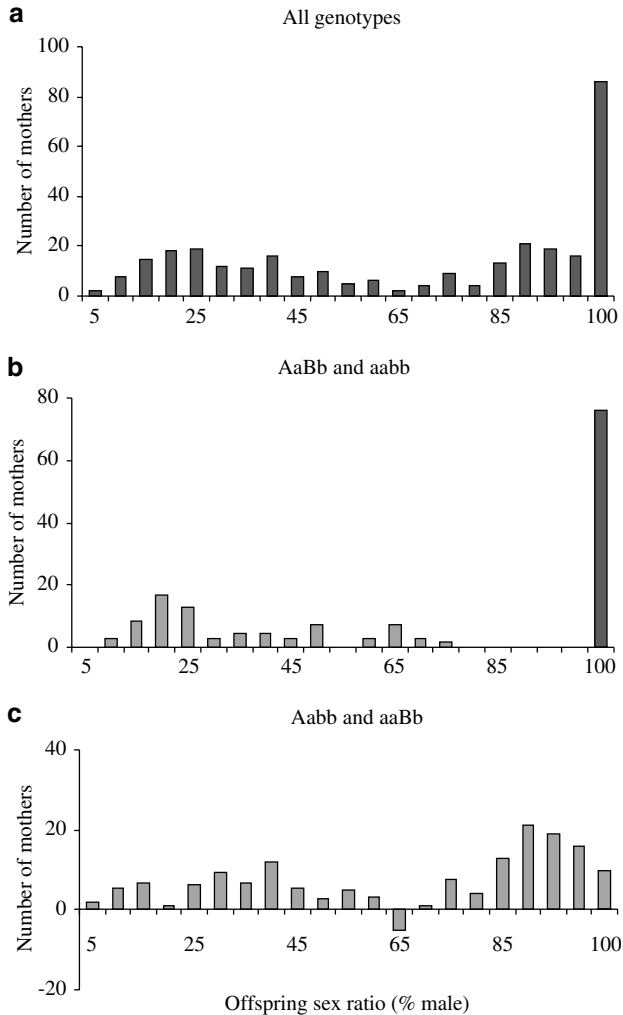 a
All genotypes
Number of mothers
100
80
60
40
20
0
5 25 45 65 85 100
b
AaBb and aabb
Number of mothers
80
60
40
20
0
5 25 45 65 85 100
c
Aabb and aaBb
Number of mothers
40
20
0
-20
5 25 45 65 85 100
Offspring sex ratio (% male)